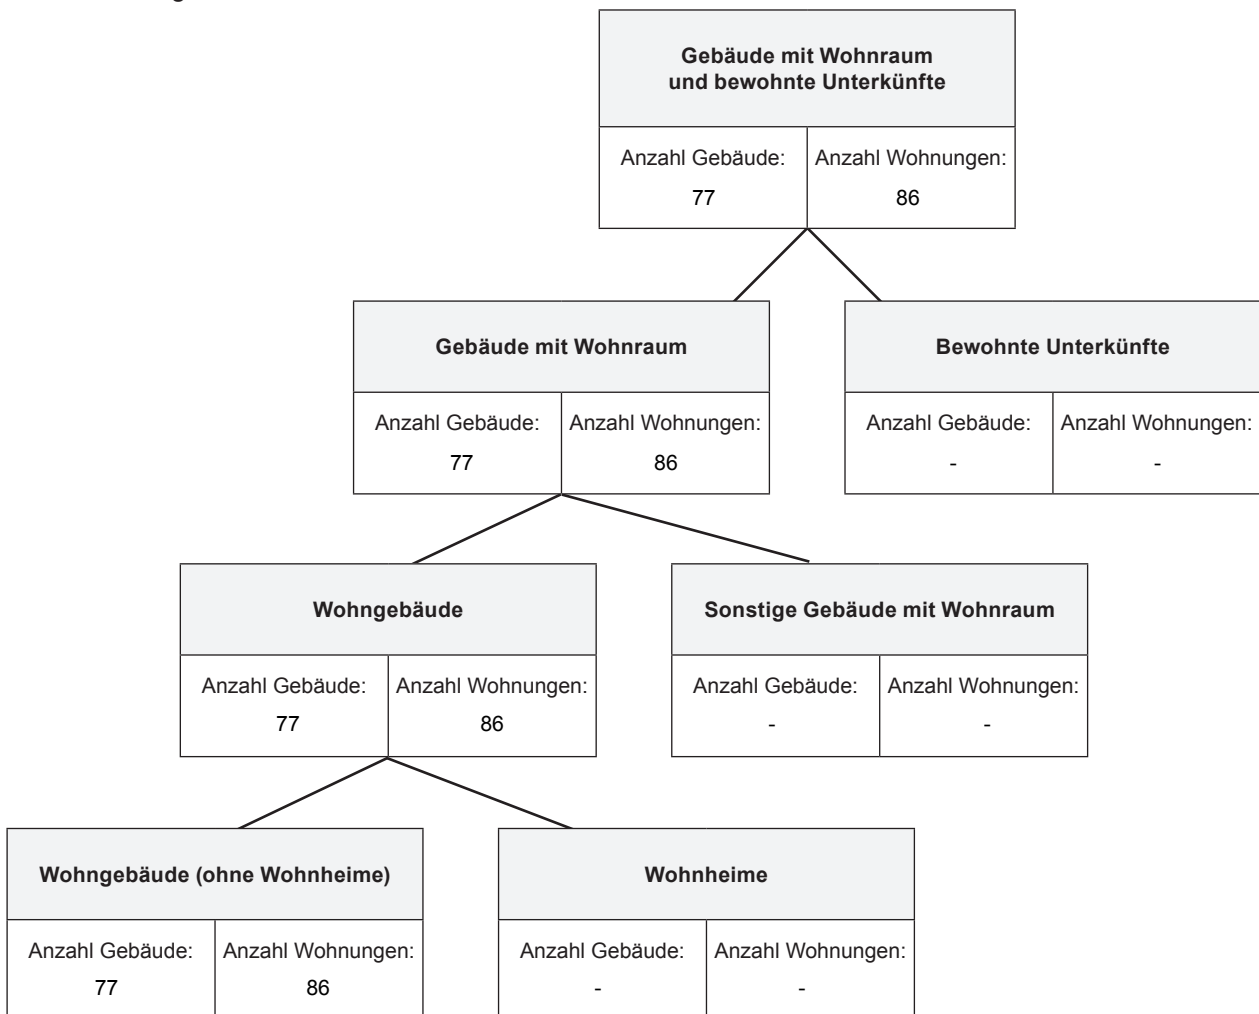 Gebäude mit Wohnraum
und bewohnte Unterkünfte
Anzahl Gebäude: Anzahl Wohnungen:
77 86
Gebäude mit Wohnraum Bewohnte Unterkünfte
Anzahl Gebäude: Anzahl Wohnungen: Anzahl Gebäude: Anzahl Wohnungen:
77 86 - -
Wohngebäude Sonstige Gebäude mit Wohnraum
Anzahl Gebäude: Anzahl Wohnungen: Anzahl Gebäude: Anzahl Wohnungen:
77 86 - -
Wohngebäude (ohne Wohnheime) Wohnheime
Anzahl Gebäude: Anzahl Wohnungen: Anzahl Gebäude: Anzahl Wohnungen:
77 86 - -